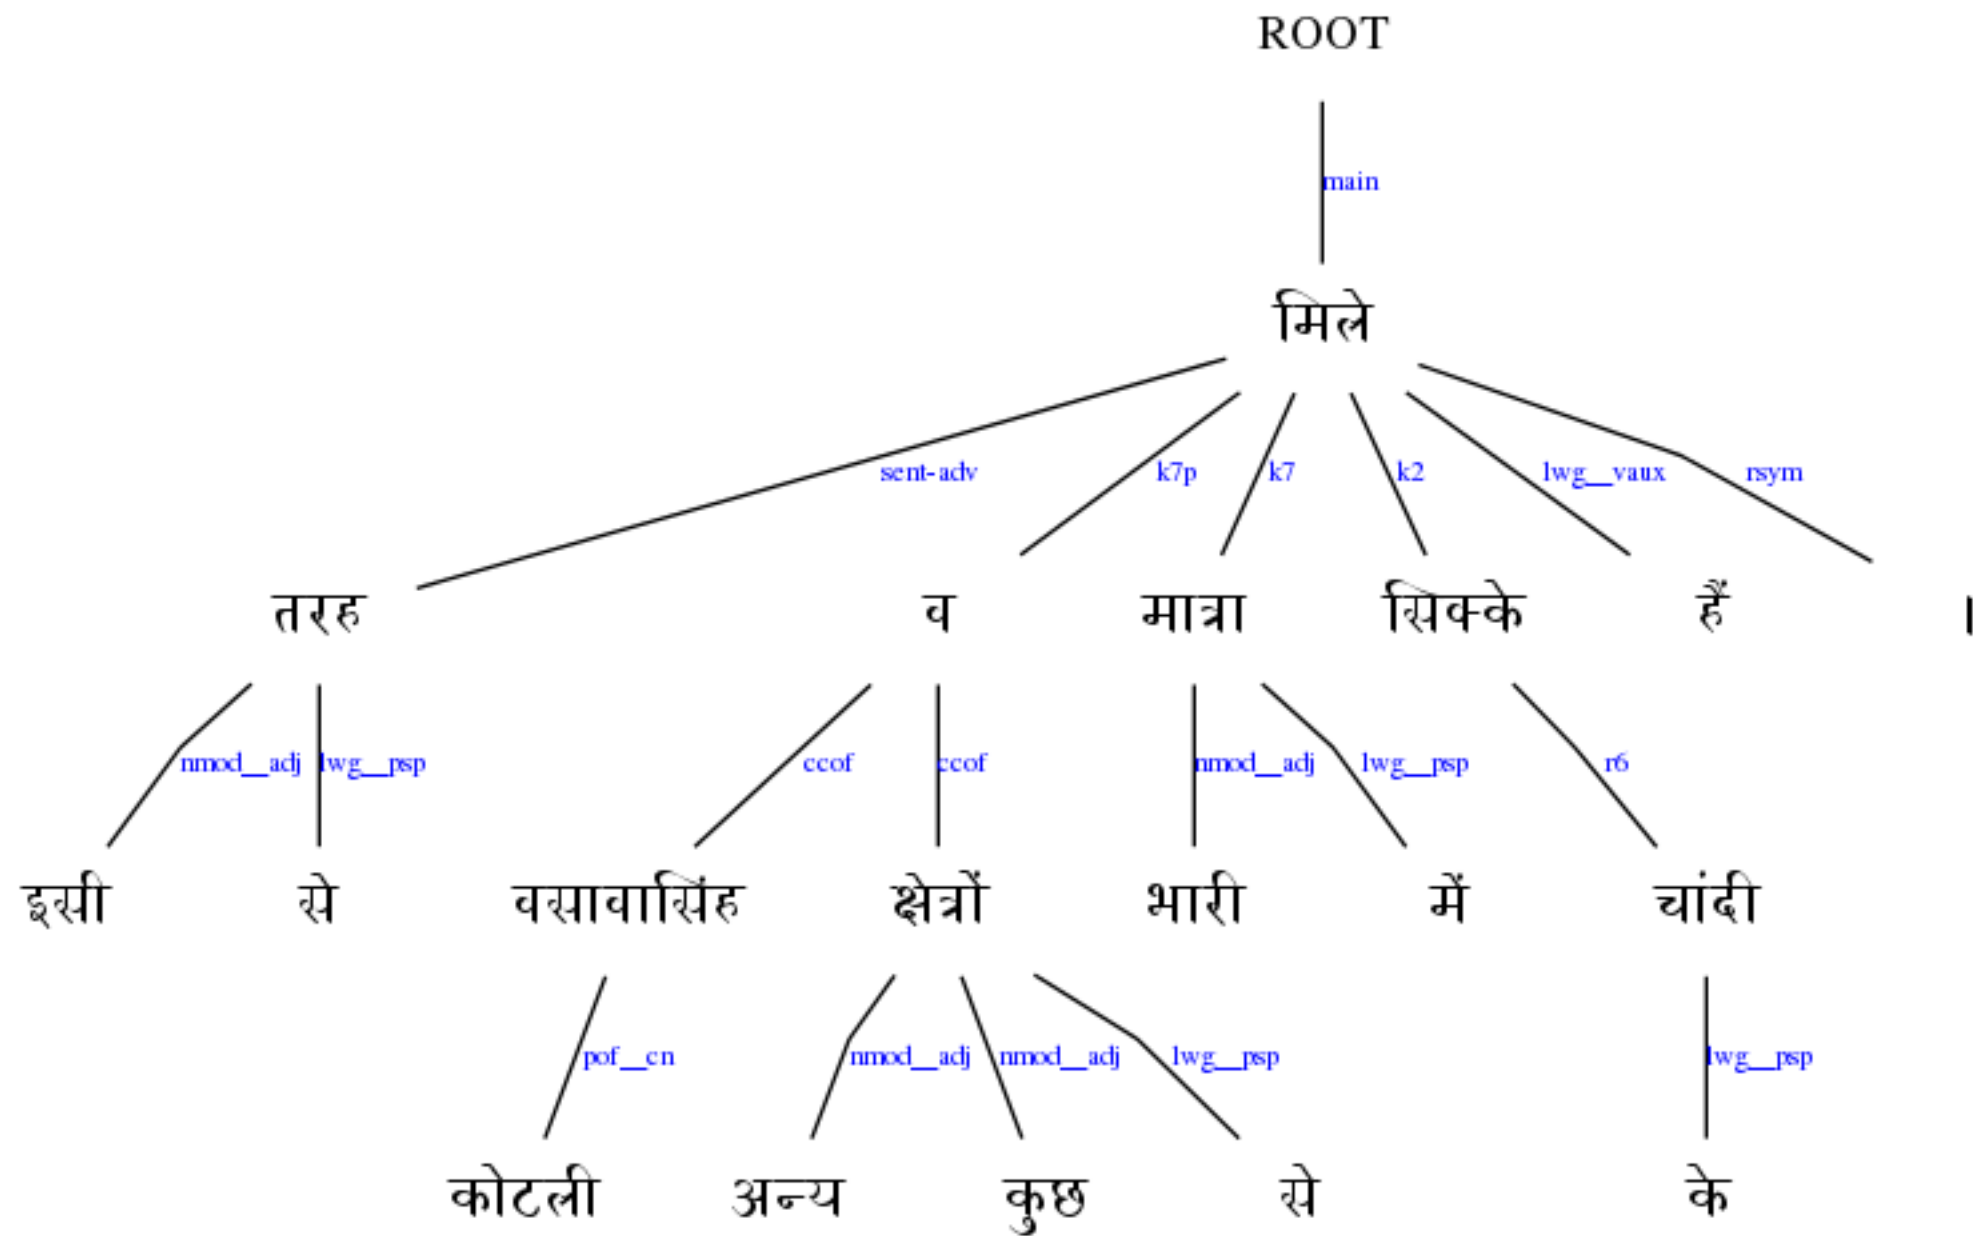 ROOT
main
मिले
sent-adv k7p k7 k2 lwg__vaux rsym
तरह व मात्रा सिक्के हैं ।
nmod__adj lwg__psp ccof ccof nmod__adj lwg__psp r6
इसी से वसावासिंह क्षेत्रों भारी में चांदी
pof__cn nmod__adj nmod__adj lwg__psp lwg__psp
कोटली अन्य कुछ से के